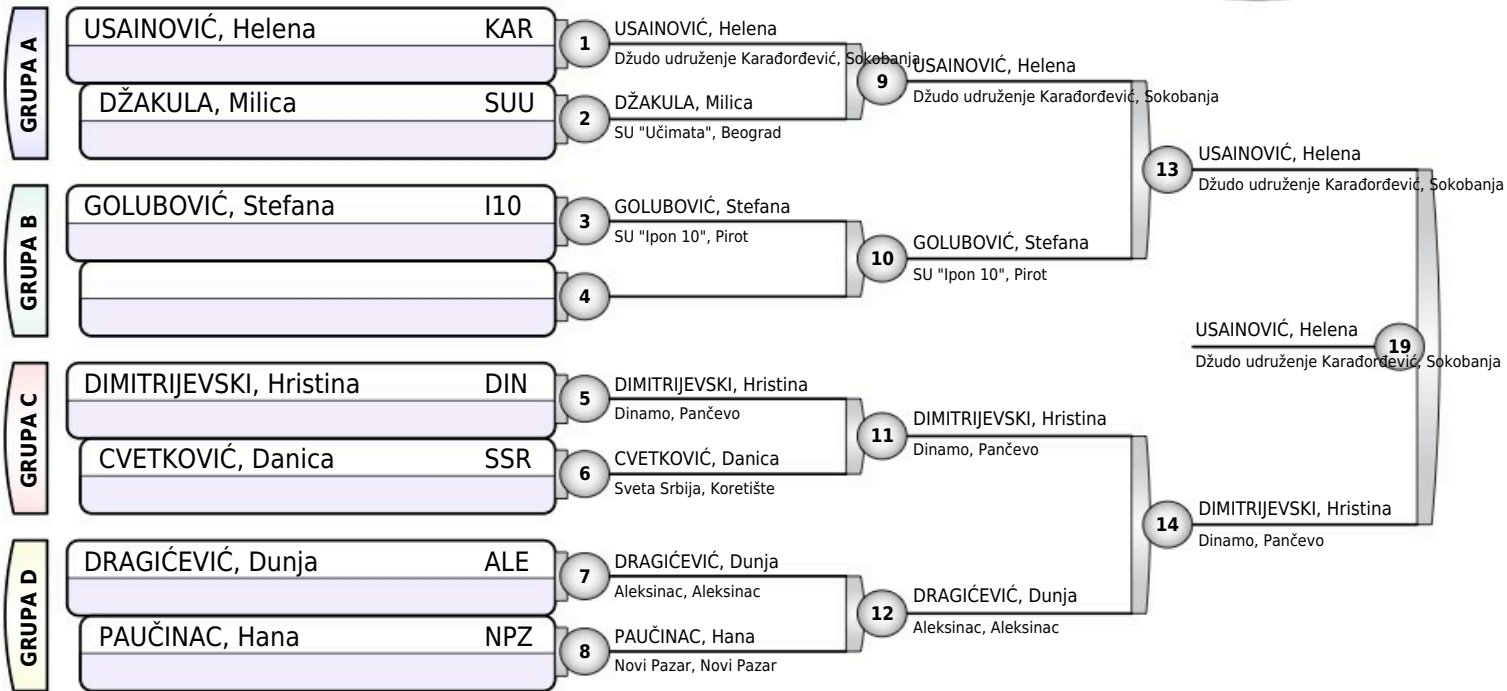 GRUPA A
USAINOVIĆ, Helena KAR
DŽAKULA, Milica SUU
GRUPA B
GOLUBOVIĆ, Stefana I10
GRUPA C
DIMITRIJEVSKI, Hristina DIN
CVETKOVIĆ, Danica SSR
GRUPA D
DRAGIĆEVIĆ, Dunja ALE
PAUČINAC, Hana NPZ
1
USAINOVIĆ, Helena
Džudo udruženje Karađorđević, Sokobanja
2
DŽAKULA, Milica
SU "Učimata", Beograd
3
GOLUBOVIĆ, Stefana
SU "Ipon 10", Pirot
4
5
DIMITRIJEVSKI, Hristina
Dinamo, Pančevo
6
CVETKOVIĆ, Danica
Sveta Srbija, Koretište
7
DRAGIĆEVIĆ, Dunja
Aleksinac, Aleksinac
8
PAUČINAC, Hana
Novi Pazar, Novi Pazar
9
USAINOVIĆ, Helena
Džudo udruženje Karađorđević, Sokobanja
10
GOLUBOVIĆ, Stefana
SU "Ipon 10", Pirot
11
DIMITRIJEVSKI, Hristina
Dinamo, Pančevo
12
DRAGIĆEVIĆ, Dunja
Aleksinac, Aleksinac
13
USAINOVIĆ, Helena
Džudo udruženje Karađorđević, Sokobanja
14
DIMITRIJEVSKI, Hristina
Dinamo, Pančevo
19
USAINOVIĆ, Helena
Džudo udruženje Karađorđević, Sokobanja